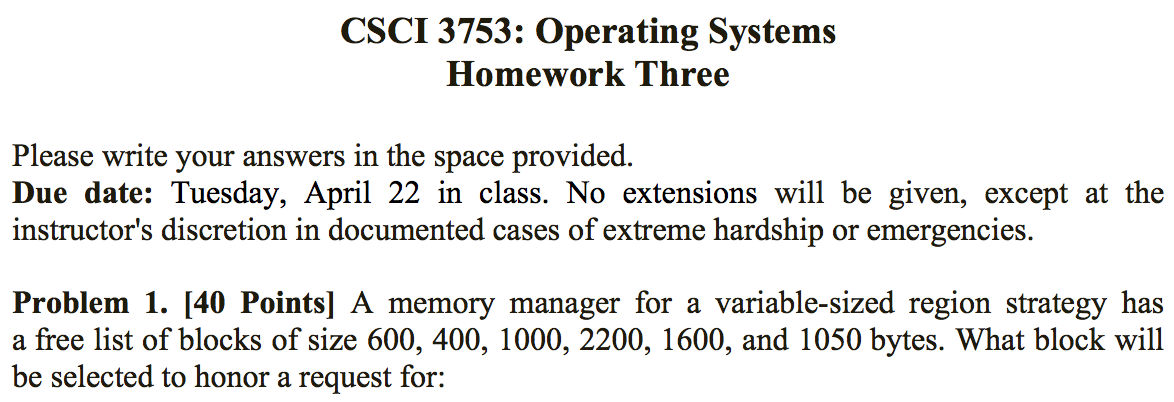 CSCI 3753: Operating Systems
Homework Three
Please write your answers in the space provided.
Due date: Tuesday, April 22 in class. No extensions will be given, except at the
instructor's discretion in documented cases of extreme hardship or emergencies.
Problem 1. [40 Points] A memory manager for a variable-sized region strategy has
a free list of blocks of size 600, 400, 1000, 2200, 1600, and 1050 bytes. What block will
be selected to honor a request for: